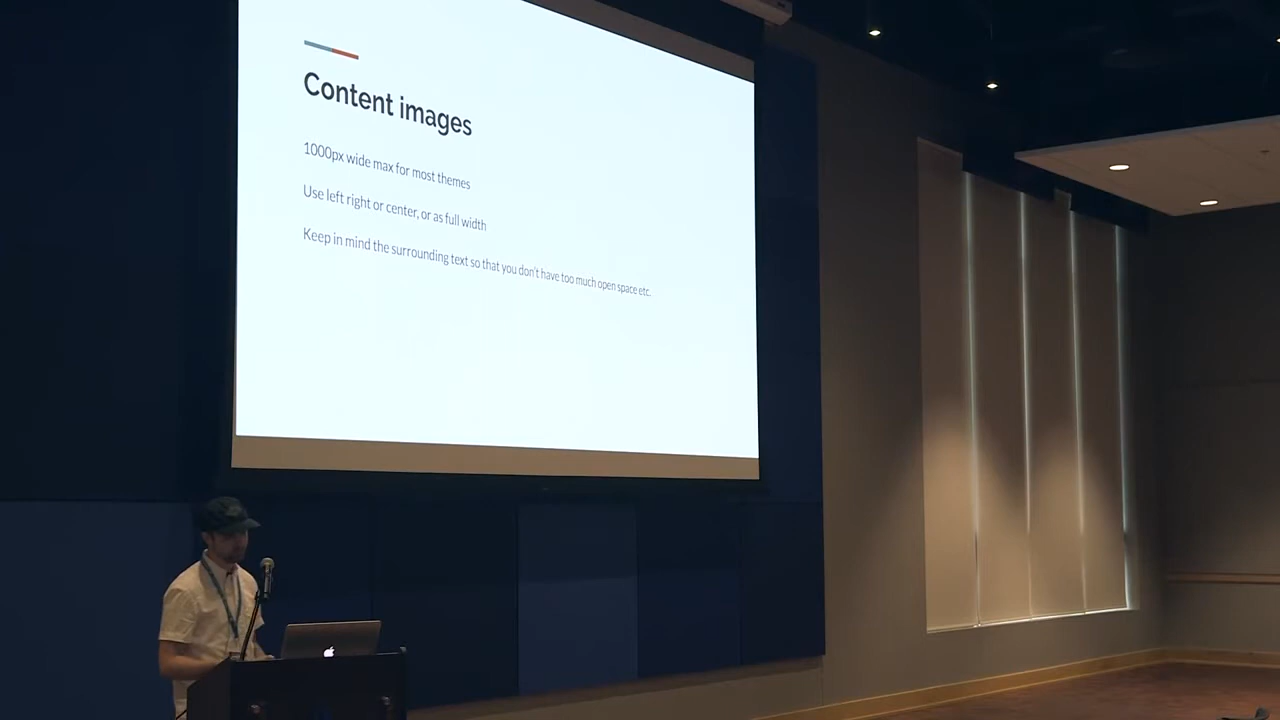 Content images
1000px wide max for most themes
Use left right or center, or as full width
Keep in mind the surrounding text so that you don't have too much open space etc.